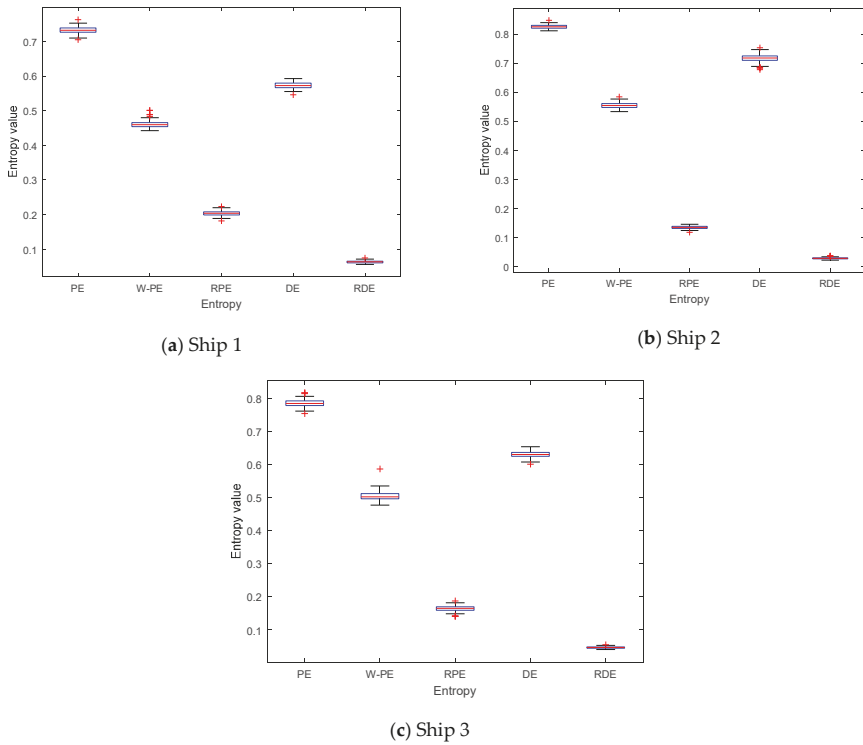 Entropy value
0.7
0.6
0.5
0.4
0.3
0.2
0.1
PE W-PE RPE DE RDE
Entropy
(a) Ship 1
Entropy value
0.8
0.7
0.6
0.5
0.4
0.3
0.2
0.1
0
PE W-PE RPE DE RDE
Entropy
(b) Ship 2
Entropy value
0.8
0.7
0.6
0.5
0.4
0.3
0.2
0.1
PE W-PE RPE DE RDE
Entropy
(c) Ship 3